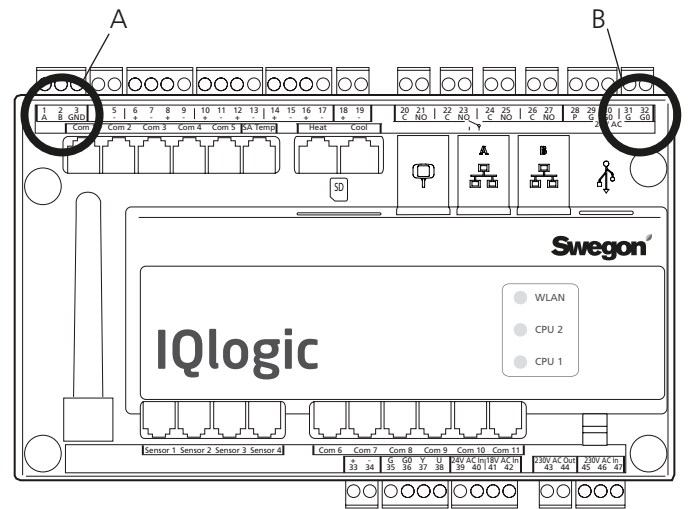 A B
1 2 3 5 6 7 8 9 10 11 12 13 14 15 16 17 18 19 20 21 22 23 24 25 26 27 28 29 30 31 32
A B GND - + - + - + - + - + - + - + - C NO C NO C NO C NO P G G0 G G0
24V AC
Com Com 2 Com 3 Com 4 Com 5 SA Temp Heat Cool
SD
A B
Swegon
WLAN
IQlogic
CPU 2
CPU 1
Sensor 1 Sensor 2 Sensor 3 Sensor 4 Com 6 Com 7 Com 8 Com 9 Com 10 Com 11
+ - G G0 Y U 24V AC In 18V AC In 230V AC Out 230V AC In
33 34 35 36 37 38 39 40 41 42 43 44 45 46 47